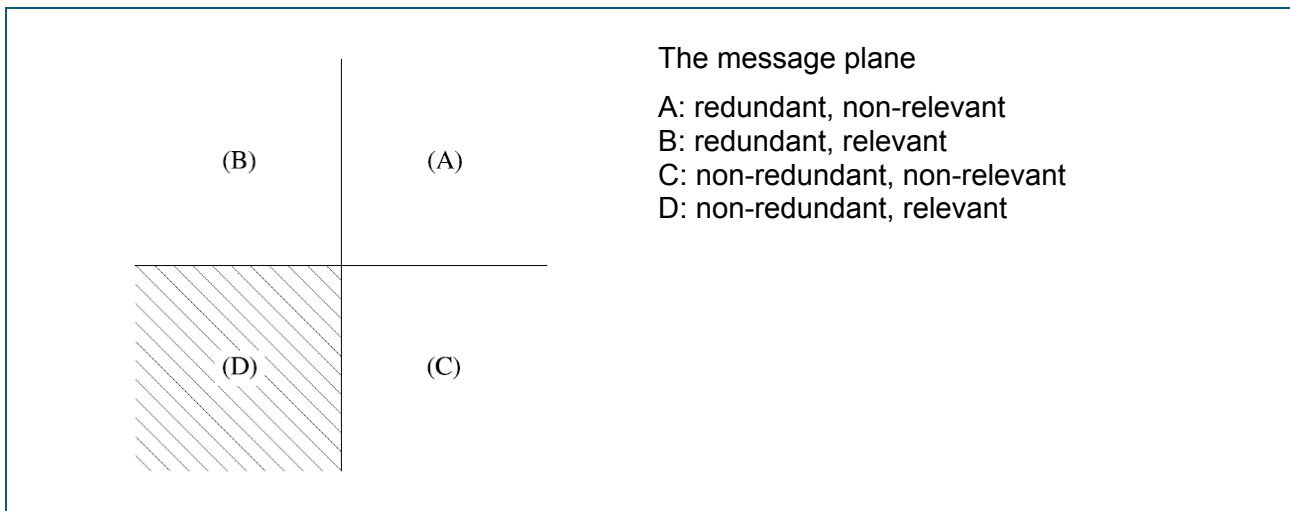 The message plane
A: redundant, non-relevant
B: redundant, relevant
C: non-redundant, non-relevant
D: non-redundant, relevant
(B) (A)
(D) (C)